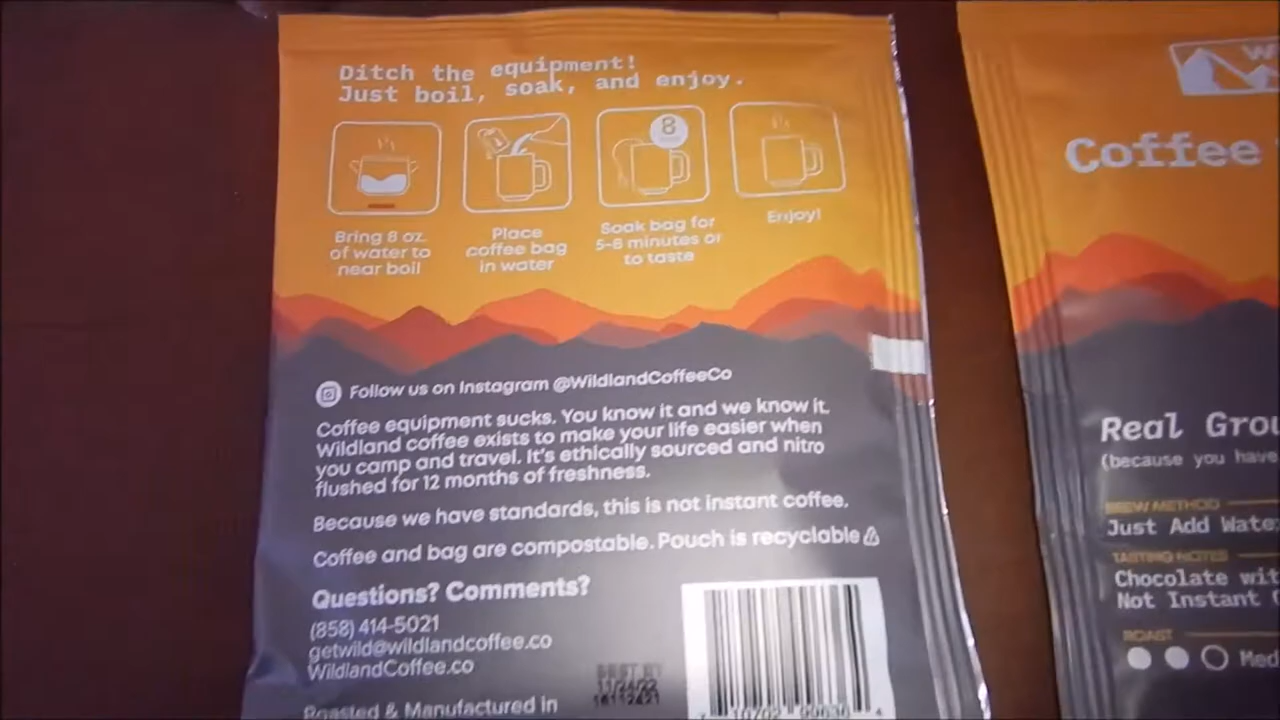 Ditch the equipment!
Just boil, soak, and enjoy.
8
Bring 8 oz.
of water to
near boil
Place
coffee bag
in water
Soak bag for
5-8 minutes or
to taste
Enjoy!
Follow us on Instagram @WildlandCoffeeCo
Coffee equipment sucks. You know it and we know it.
Wildland coffee exists to make your life easier when
you camp and travel. It's ethically sourced and nitro
flushed for 12 months of freshness.
Because we have standards, this is not instant coffee.
Coffee and bag are compostable. Pouch is recyclable
Questions? Comments?
(858) 414-5021
getwild@wildlandcoffee.co
WildlandCoffee.co
Roasted & Manufactured in
BEST BY
11/24/22
W
Coffee
Real
(because you have
BREW METHOD
Just Add
TASTING NOTES
Chocolate
Not Instant
ROAST